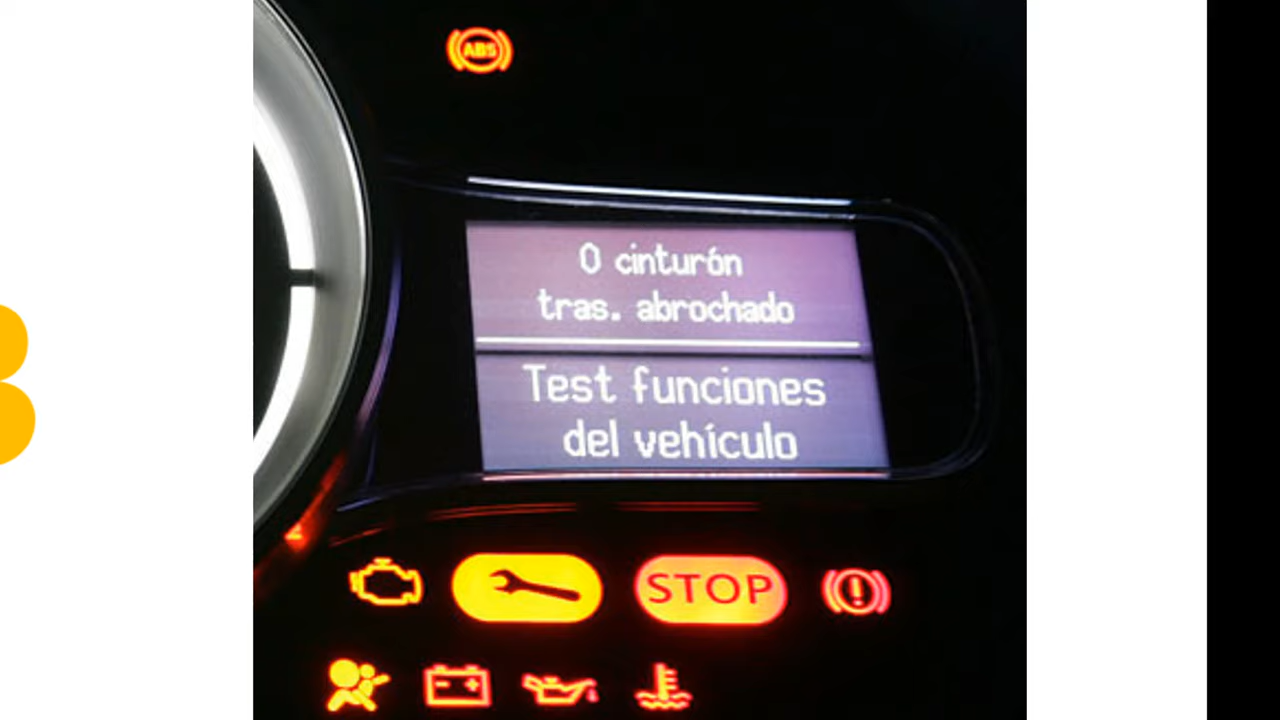 ABS
0 cinturón
tras. abrochado
Test funciones
del vehículo
STOP